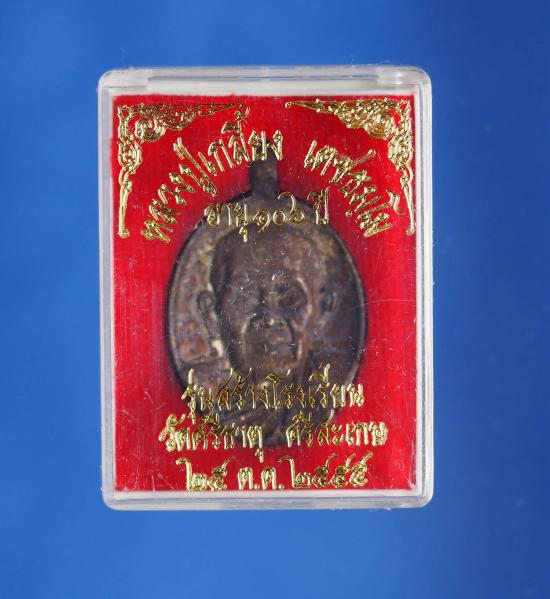 หลวงปู่เกลี้ยง เตชธมฺโม
อายุ ๑๐๖ ปี
รุ่นสร้างโรงเรียน
วัดศรีธาตุ ศรีสะเกษ
๒๕ ต.ค. ๒๕๕๕